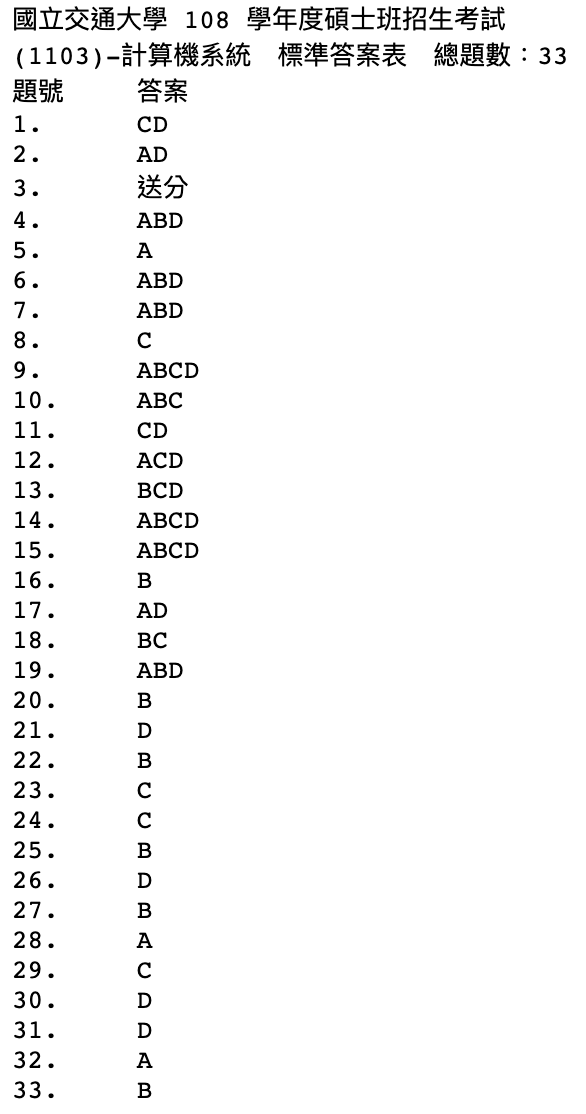 國立交通大學 108 學年度碩士班招生考試
(1103)-計算機系統 標準答案表 總題數：33
題號 答案
1. CD
2. AD
3. 送分
4. ABD
5. A
6. ABD
7. ABD
8. C
9. ABCD
10. ABC
11. CD
12. ACD
13. BCD
14. ABCD
15. ABCD
16. B
17. AD
18. BC
19. ABD
20. B
21. D
22. B
23. C
24. C
25. B
26. D
27. B
28. A
29. C
30. D
31. D
32. A
33. B